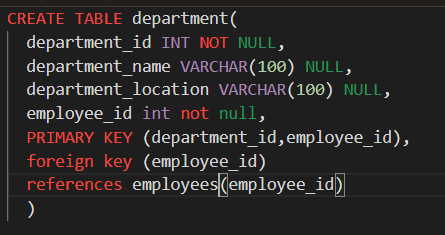 CREATE TABLE department(
department_id INT NOT NULL,
department_name VARCHAR(100) NULL,
department_location VARCHAR(100) NULL,
employee_id int not null,
PRIMARY KEY (department_id,employee_id),
foreign key (employee_id)
references employees(employee_id)
)